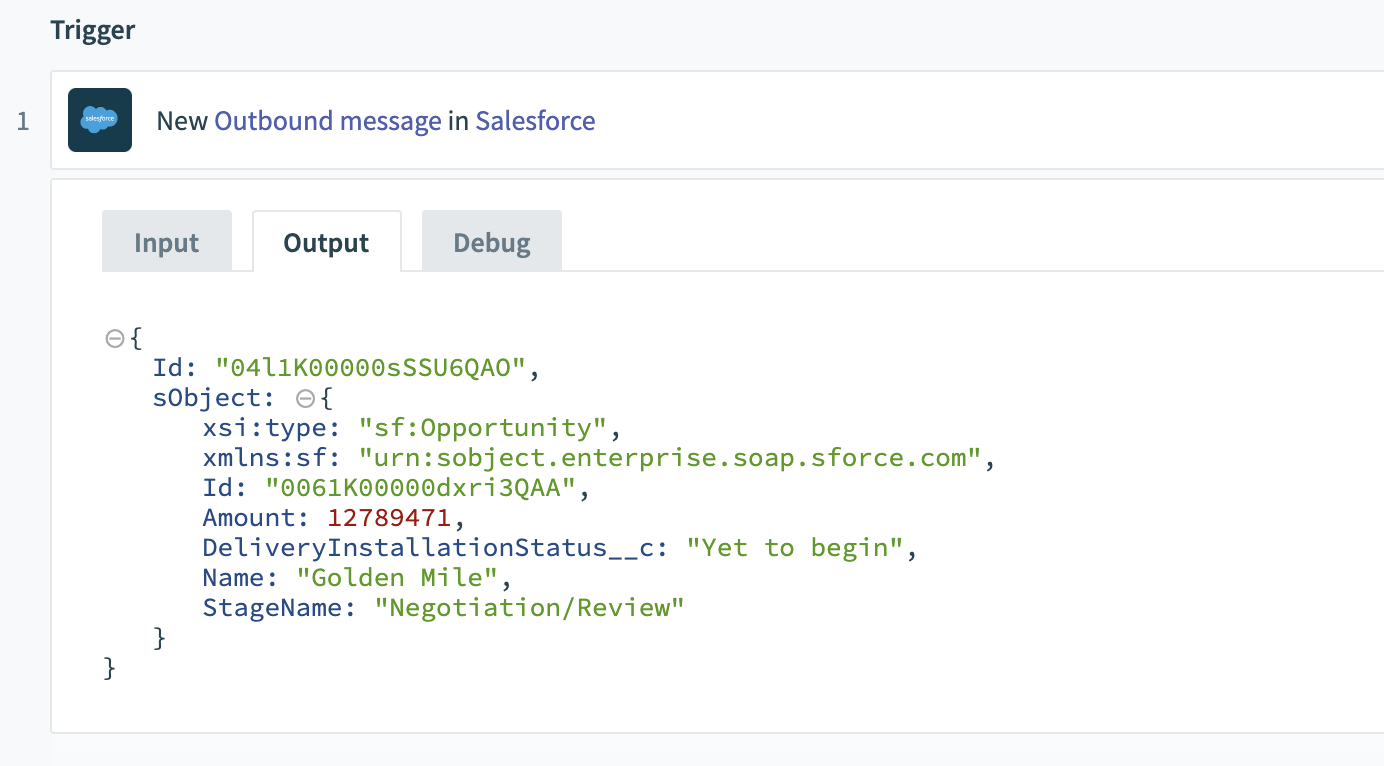 Trigger
1
salesforce
New Outbound message in Salesforce
Input Output Debug
{
Id: "04l1K00000sSSU6QAO",
sObject: {
xsi:type: "sf:Opportunity",
xmlns:sf: "urn:sobject.enterprise.soap.sforce.com",
Id: "0061K00000dxri3QAA",
Amount: 12789471,
DeliveryInstallationStatus__c: "Yet to begin",
Name: "Golden Mile",
StageName: "Negotiation/Review"
}
}